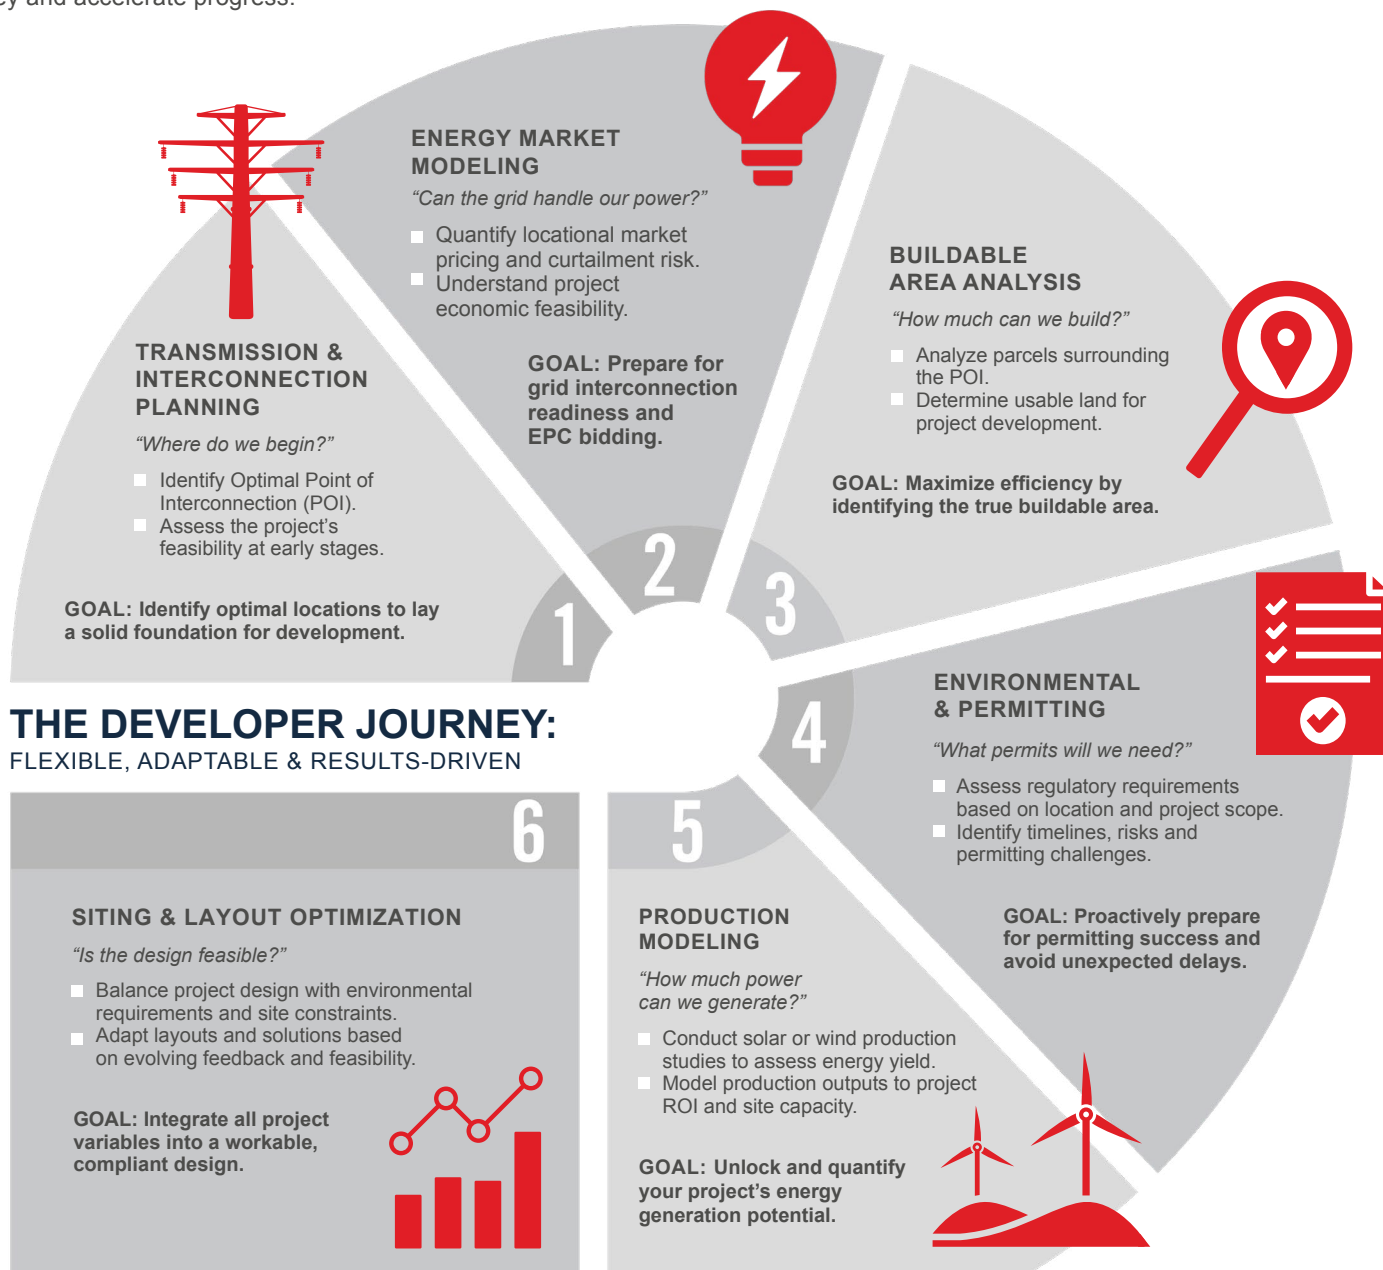 ey and accelerate progress.
TRANSMISSION &
INTERCONNECTION
PLANNING
“Where do we begin?”
Identify Optimal Point of
Interconnection (POI).
Assess the project’s
feasibility at early stages.
GOAL: Identify optimal locations to lay
a solid foundation for development.
1
ENERGY MARKET
MODELING
“Can the grid handle our power?”
Quantify locational market
pricing and curtailment risk.
Understand project
economic feasibility.
GOAL: Prepare for
grid interconnection
readiness and
EPC bidding.
2
BUILDABLE
AREA ANALYSIS
“How much can we build?”
Analyze parcels surrounding
the POI.
Determine usable land for
project development.
GOAL: Maximize efficiency by
identifying the true buildable area.
3
ENVIRONMENTAL
& PERMITTING
“What permits will we need?”
Assess regulatory requirements
based on location and project scope.
Identify timelines, risks and
permitting challenges.
GOAL: Proactively prepare
for permitting success and
avoid unexpected delays.
4
THE DEVELOPER JOURNEY:
FLEXIBLE, ADAPTABLE & RESULTS-DRIVEN
5
PRODUCTION
MODELING
“How much power
can we generate?”
Conduct solar or wind production
studies to assess energy yield.
Model production outputs to project
ROI and site capacity.
GOAL: Unlock and quantify
your project’s energy
generation potential.
6
SITING & LAYOUT OPTIMIZATION
“Is the design feasible?”
Balance project design with environmental
requirements and site constraints.
Adapt layouts and solutions based
on evolving feedback and feasibility.
GOAL: Integrate all project
variables into a workable,
compliant design.